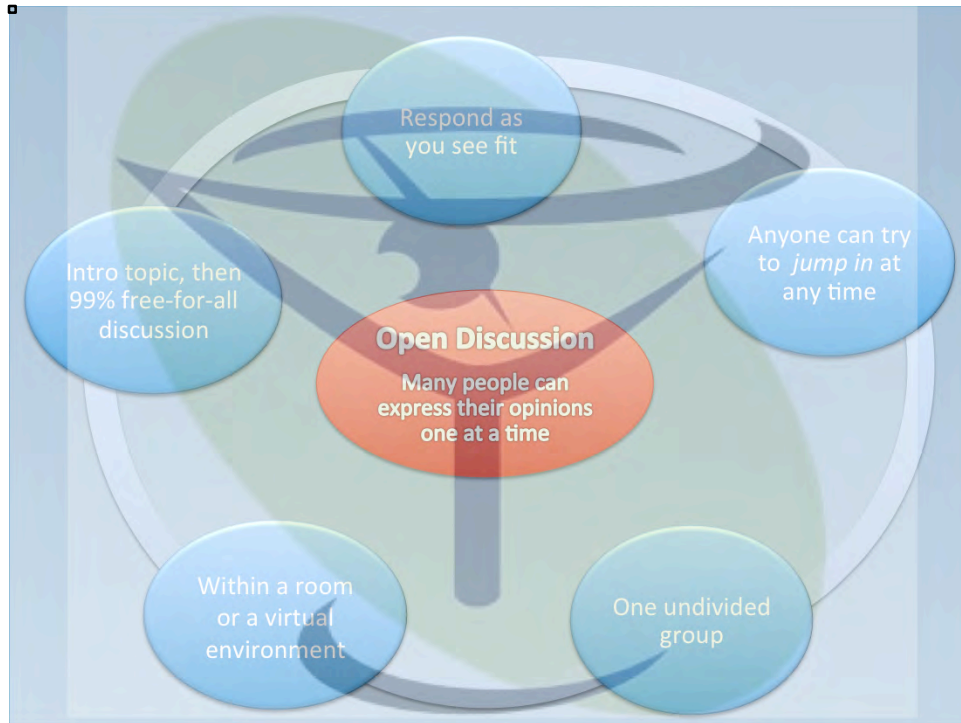 Respond as
you see fit
Anyone can try
to jump in at
any time
Intro topic, then
99% free-for-all
discussion
Open Discussion
Many people can
express their opinions
one at a time
Within a room
or a virtual
environment
One undivided
group